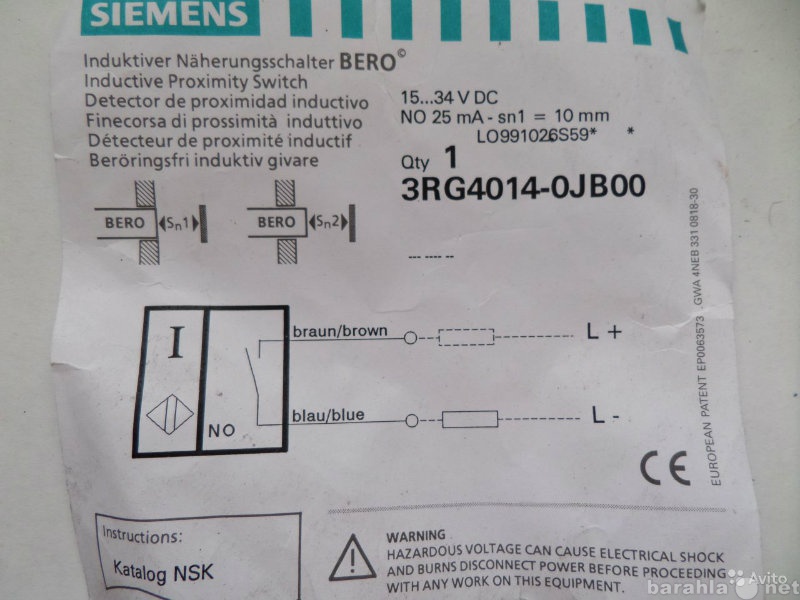 SIEMENS
Induktiver Näherungsschalter BERO©
Inductive Proximity Switch
Detector de proximidad inductivo
Finecorsa di prossimità induttivo
Détecteur de proximité inductif
Beröringsfri induktiv givare
15...34 V DC
NO 25 mA - sn1 = 10 mm
LO991026S59* *
Qty 1
3RG4014-0JB00
BERO Sn1
BERO Sn2
--- ---- --
I
NO
braun/brown
L +
blau/blue
L -
CE
EUROPEAN PATENT EP0063573 GWA 4NEB 331 0818-30
Instructions:
Katalog NSK
WARNING
HAZARDOUS VOLTAGE CAN CAUSE ELECTRICAL SHOCK
AND BURNS DISCONNECT POWER BEFORE PROCEEDING
WITH ANY WORK ON THIS EQUIPMENT.
Avito
barahla.net